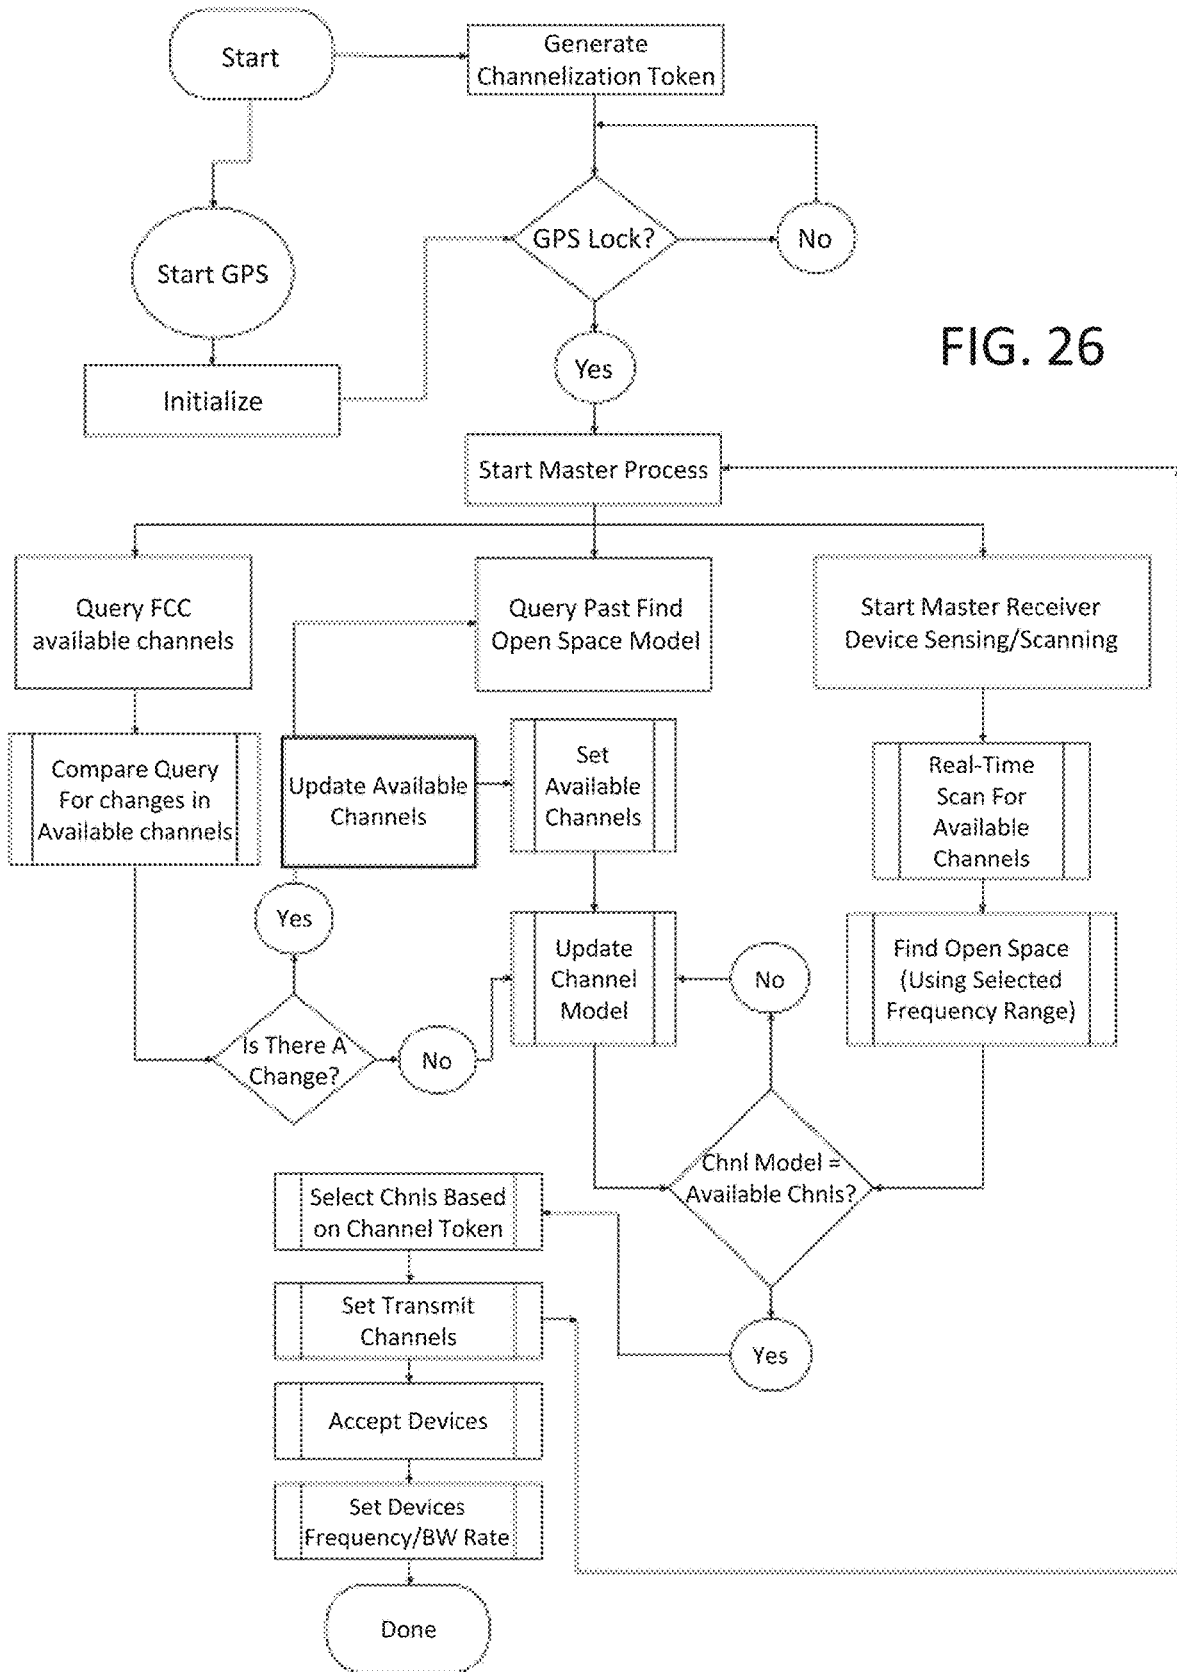 Start
Generate
Channelization Token
Start GPS
GPS Lock?
No
Initialize
Yes
FIG. 26
Start Master Process
Query FCC
available channels
Query Past Find
Open Space Model
Start Master Receiver
Device Sensing/Scanning
Compare Query
For changes in
Available channels
Update Available
Channels
Set
Available
Channels
Real-Time
Scan For
Available
Channels
Yes
Update
Channel
Model
No
Find Open Space
(Using Selected
Frequency Range)
Is There A
Change?
No
Chnl Model =
Available Chnls?
Select Chnls Based
on Channel Token
Set Transmit
Channels
Yes
Accept Devices
Set Devices
Frequency/BW Rate
Done